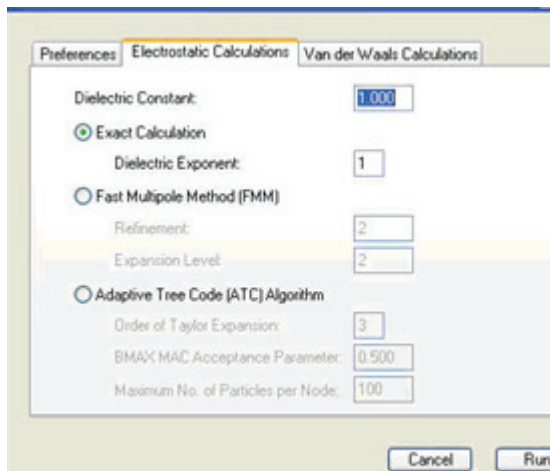 Preferences Electrostatic Calculations Van der Waals Calculations
Dielectric Constant: 1.000
Exact Calculation
Dielectric Exponent: 1
Fast Multipole Method (FMM)
Refinement: 2
Expansion Level: 2
Adaptive Tree Code (ATC) Algorithm
Order of Taylor Expansion: 3
BMAX MAC Acceptance Parameter: 0.500
Maximum No. of Particles per Node: 100
Cancel Run